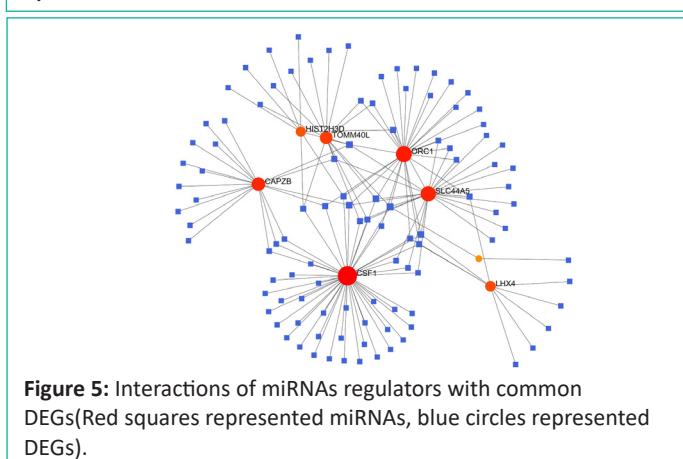 HIST2H3D
TOMM40L
ORC1
CAPZB
SLC44A5
CSF1
LHX4
Figure 5: Interactions of miRNAs regulators with common
DEGs(Red squares represented miRNAs, blue circles represented
DEGs).